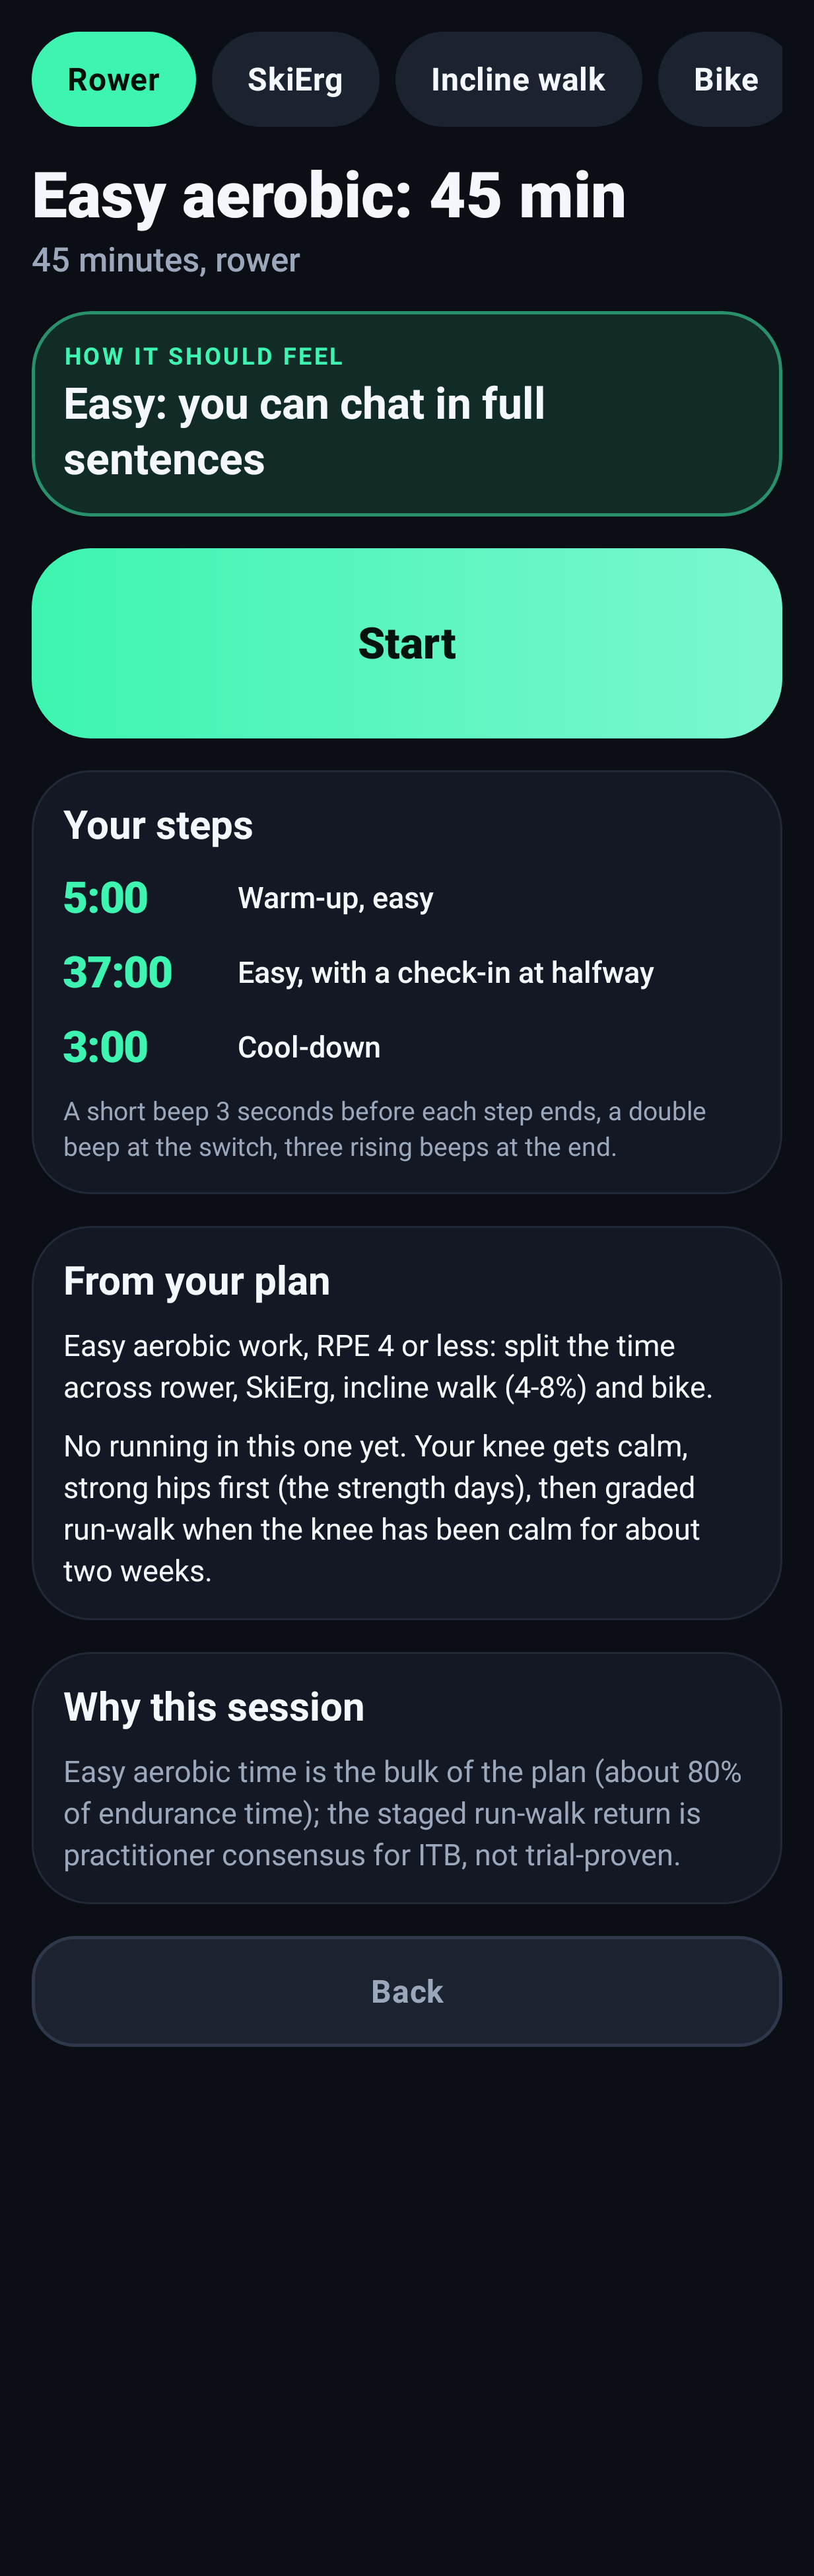 Rower
SkiErg
Incline walk
Bike
Easy aerobic: 45 min
45 minutes, rower
HOW IT SHOULD FEEL
Easy: you can chat in full
sentences
Start
Your steps
5:00 Warm-up, easy
37:00 Easy, with a check-in at halfway
3:00 Cool-down
A short beep 3 seconds before each step ends, a double
beep at the switch, three rising beeps at the end.
From your plan
Easy aerobic work, RPE 4 or less: split the time
across rower, SkiErg, incline walk (4-8%) and bike.
No running in this one yet. Your knee gets calm,
strong hips first (the strength days), then graded
run-walk when the knee has been calm for about
two weeks.
Why this session
Easy aerobic time is the bulk of the plan (about 80%
of endurance time); the staged run-walk return is
practitioner consensus for ITB, not trial-proven.
Back